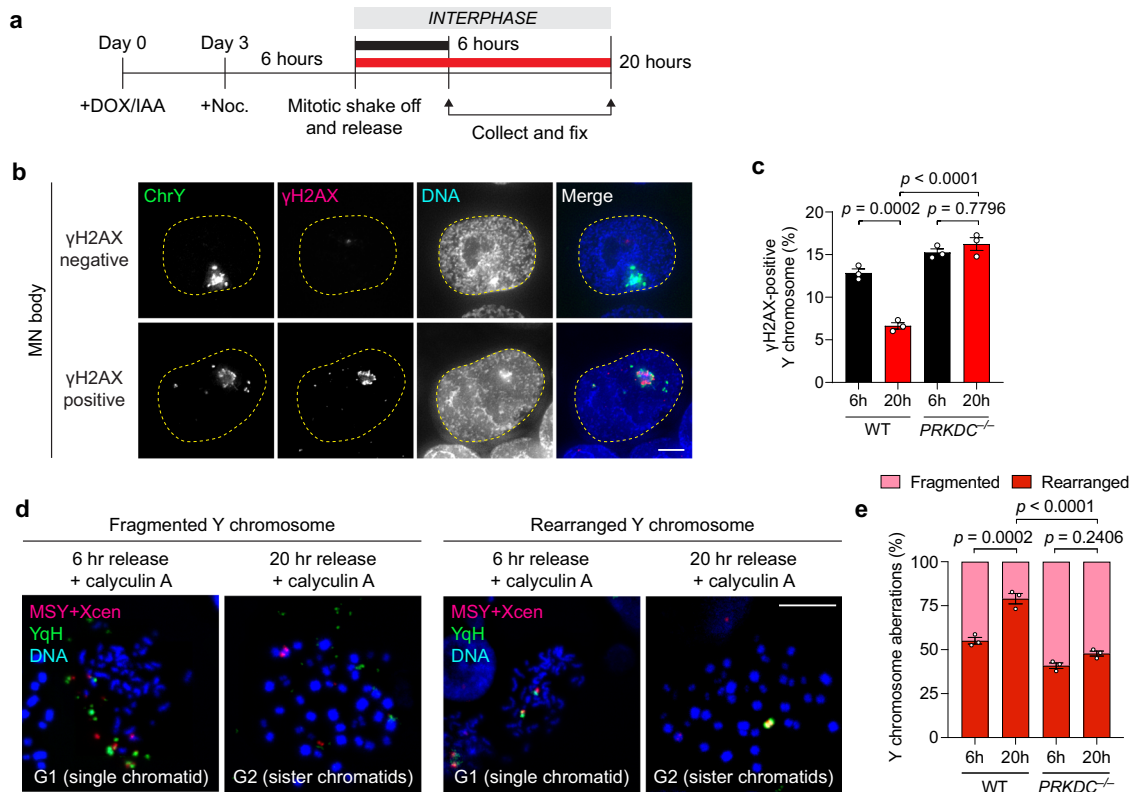 a
INTERPHASE
Day 0
Day 3
6 hours
6 hours
20 hours
+DOX/IAA
+Noc.
Mitotic shake off
and release
Collect and fix
b
MN body
ChrY
γH2AX
DNA
Merge
γH2AX
negative
γH2AX
positive
c
p < 0.0001
p = 0.0002
p = 0.7796
γH2AX-positive
Y chromosome (%)
20
15
10
5
0
6h
20h
6h
20h
WT
PRKDC–/–
d
Fragmented Y chromosome
Rearranged Y chromosome
6 hr release
+ calyculin A
20 hr release
+ calyculin A
6 hr release
+ calyculin A
20 hr release
+ calyculin A
MSY+Xcen
YqH
DNA
G1 (single chromatid)
G2 (sister chromatids)
MSY+Xcen
YqH
DNA
G1 (single chromatid)
G2 (sister chromatids)
Fragmented
Rearranged
e
p < 0.0001
p = 0.0002
p = 0.2406
Y chromosome aberrations (%)
100
75
50
25
0
6h
20h
6h
20h
WT
PRKDC–/–